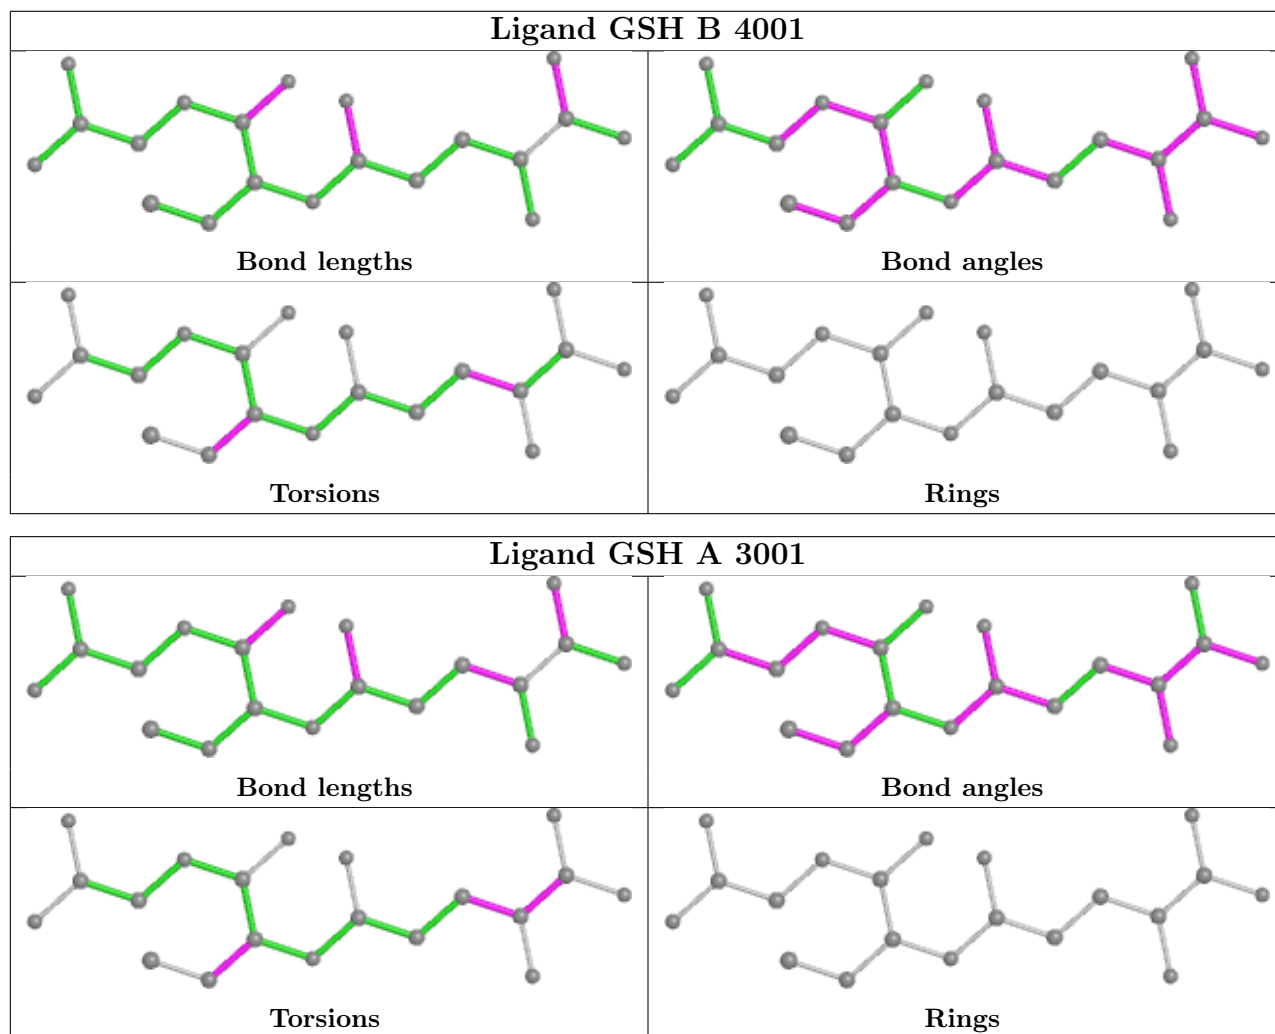 Ligand GSH B 4001
Bond lengths
Bond angles
Torsions
Rings
Ligand GSH A 3001
Bond lengths
Bond angles
Torsions
Rings